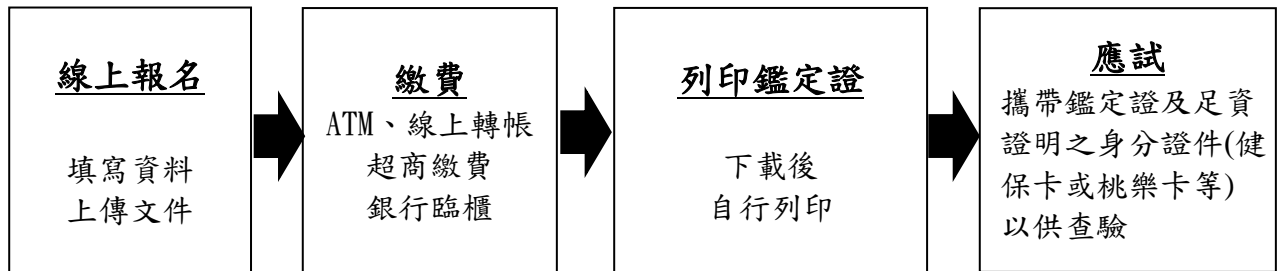 線上報名
填寫資料
上傳文件
繳費
ATM、線上轉帳
超商繳費
銀行臨櫃
列印鑑定證
下載後
自行列印
應試
攜帶鑑定證及足資
證明之身分證件(健
保卡或桃樂卡等)
以供查驗